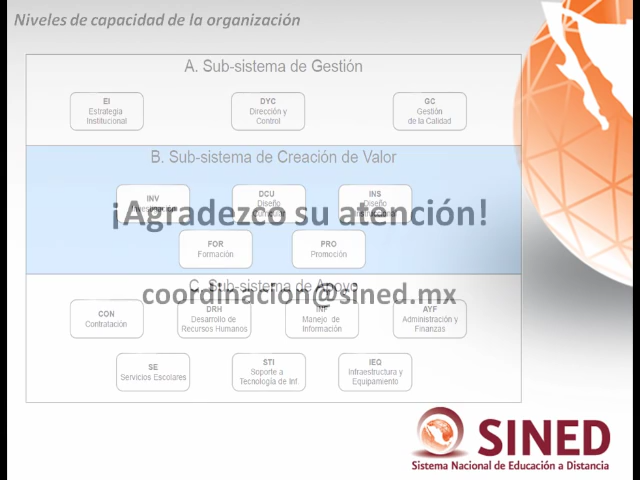 Niveles de capacidad de la organización
A. Sub-sistema de Gestión
EI
Estrategia
Institucional
DYC
Dirección y
Control
GC
Gestión
de la Calidad
B. Sub-sistema de Creación de Valor
INV
Investigación
DCU
Diseño
Curricular
INS
Diseño
Instruccional
¡Agradezco su atención!
FOR
Formación
PRO
Promoción
C. Sub-sistema de Apoyo
coordinacion@sined.mx
CON
Contratación
DRH
Desarrollo de
Recursos Humanos
INF
Manejo de
Información
AYF
Administración y
Finanzas
SE
Servicios Escolares
STI
Soporte a
Tecnología de Inf.
IEQ
Infraestructura y
Equipamiento
SINED
Sistema Nacional de Educación a Distancia